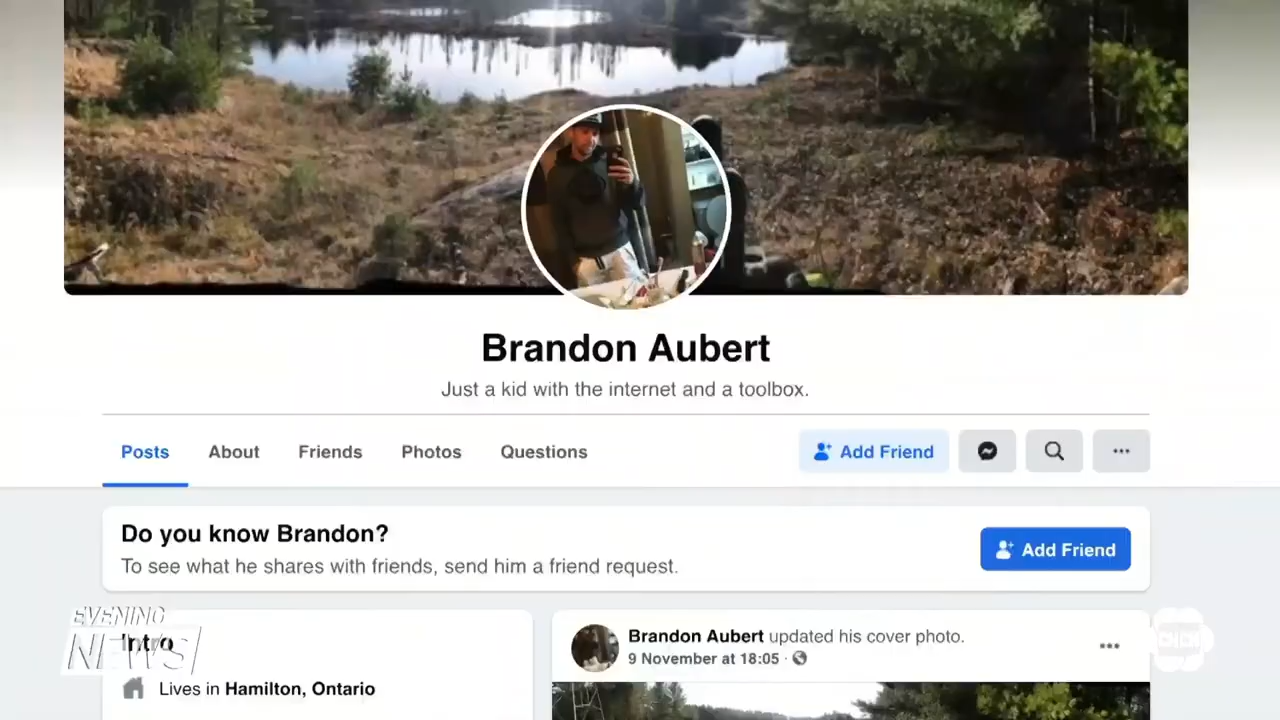 Brandon Aubert
Just a kid with the internet and a toolbox.
Posts About Friends Photos Questions Add Friend
Do you know Brandon?
To see what he shares with friends, send him a friend request.
Add Friend
EVENING
NEWS
Intro
Lives in Hamilton, Ontario
Brandon Aubert updated his cover photo.
9 November at 18:05
CHCH